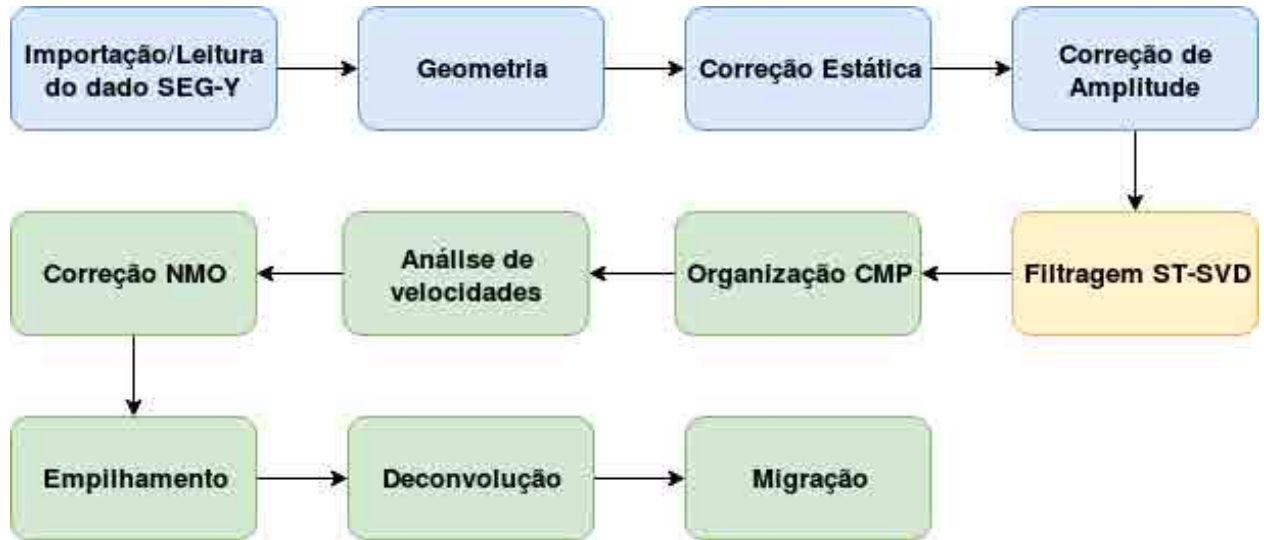 Importação/Leitura
do dado SEG-Y
Geometria
Correção Estática
Correção de
Amplitude
Filtragem ST-SVD
Organização CMP
Análise de
velocidades
Correção NMO
Empilhamento
Deconvolução
Migração